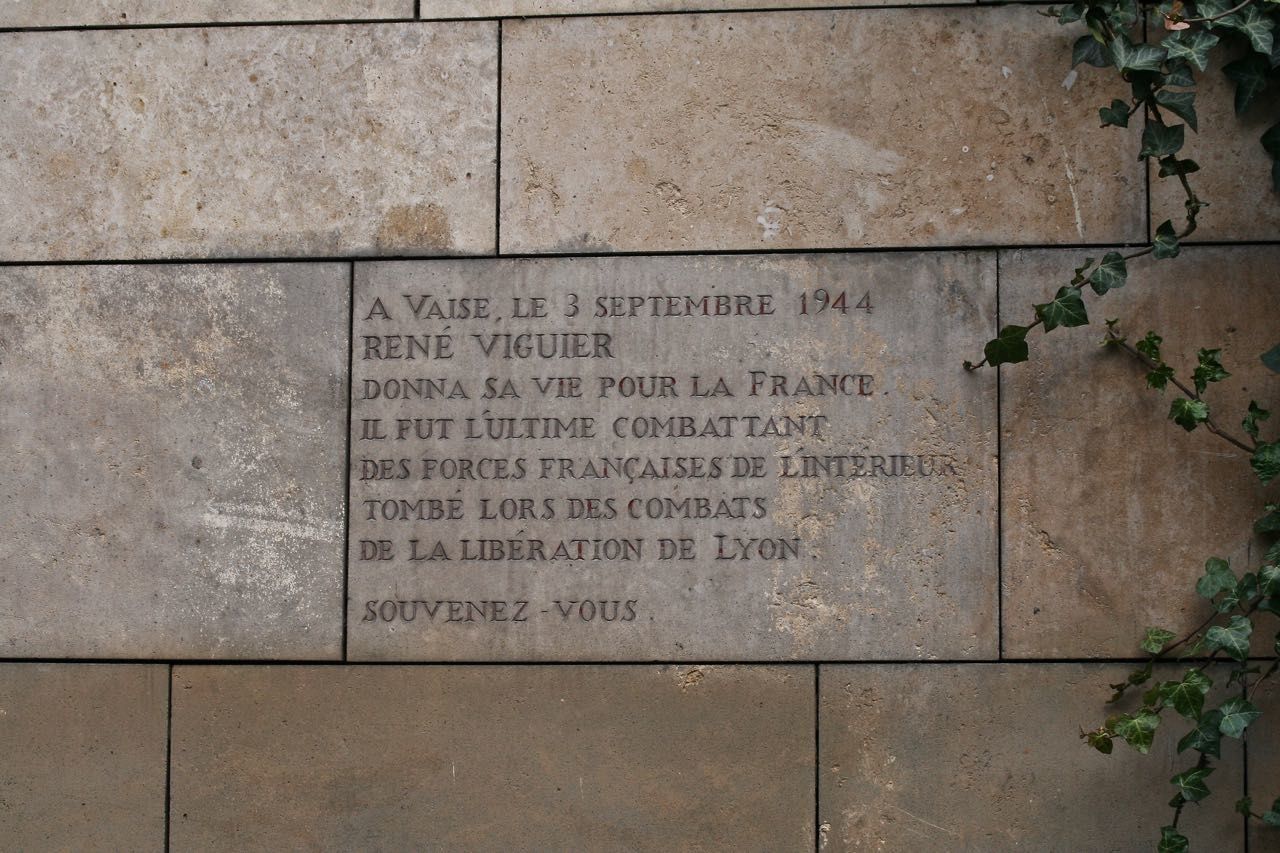 A VAISE, LE 3 SEPTEMBRE 1944
RENÉ VIGUIER
DONNA SA VIE POUR LA FRANCE.
IL FUT L'ULTIME COMBATTANT
DES FORCES FRANÇAISES DE L'INTÉRIEUR
TOMBÉ LORS DES COMBATS
DE LA LIBÉRATION DE LYON.
SOUVENEZ-VOUS.